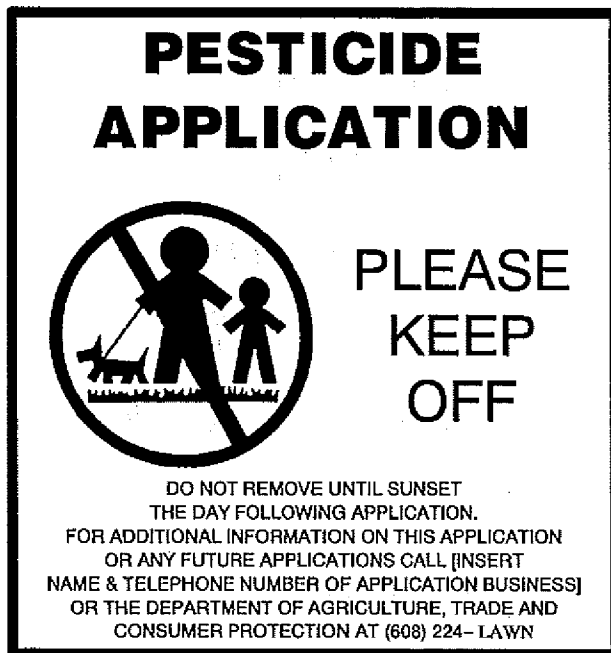 PESTICIDE
APPLICATION
PLEASE
KEEP
OFF
DO NOT REMOVE UNTIL SUNSET
THE DAY FOLLOWING APPLICATION.
FOR ADDITIONAL INFORMATION ON THIS APPLICATION
OR ANY FUTURE APPLICATIONS CALL [INSERT
NAME & TELEPHONE NUMBER OF APPLICATION BUSINESS]
OR THE DEPARTMENT OF AGRICULTURE, TRADE AND
CONSUMER PROTECTION AT (608) 224– LAWN